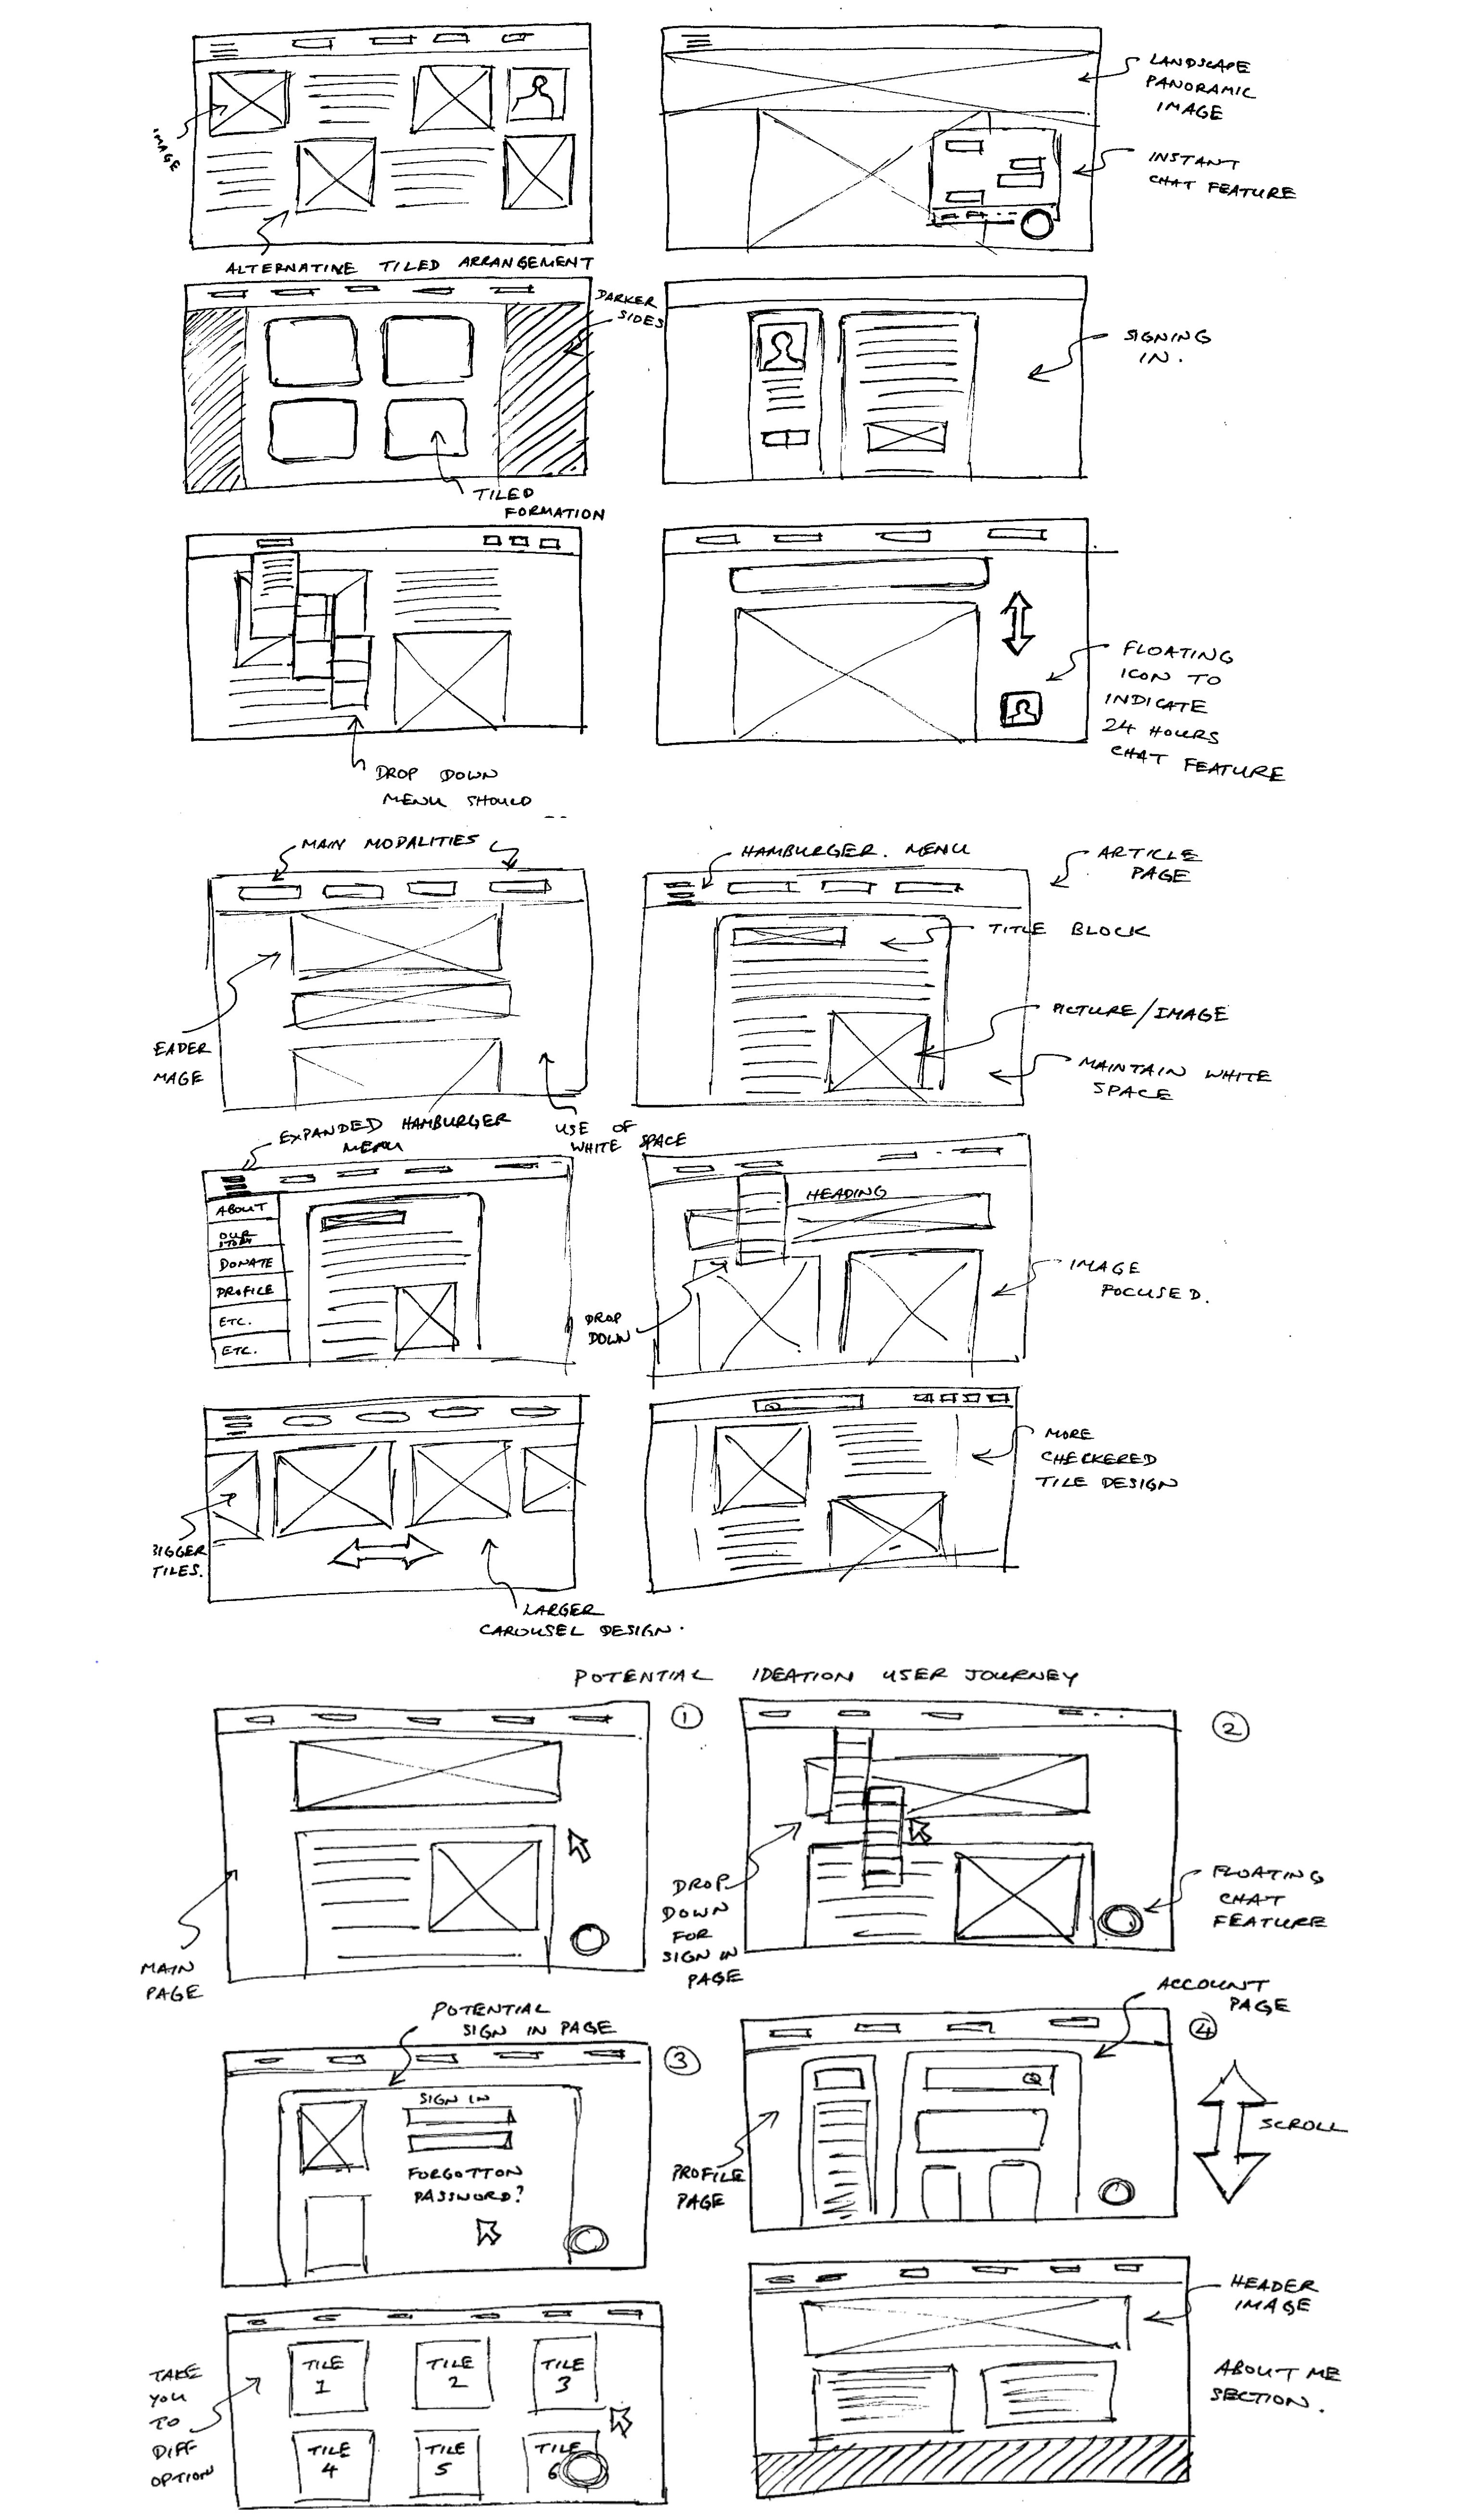 IMAGE
LANDSCAPE
PANORAMIC
IMAGE
INSTANT
CHAT FEATURE
ALTERNATINE TILED ARRANGEMENT
DARKER
SIDES
TILED
FORMATION
SIGNING
IN.
DROP DOWN
MENU SHOULD
FLOATING
ICON TO
INDICATE
24 HOURS
CHAT FEATURE
MAIN MODALITIES
EADER
MAGE
USE OF
WHITE SPACE
HAMBURGER. MENU
ARTICLE
PAGE
TITLE BLOCK
PICTURE/IMAGE
MAINTAIN WHITE
SPACE
EXPANDED HAMBURGER
MENU
ABOUT
OUR
STORY
DONATE
PROFILE
ETC.
ETC.
HEADING
DROP
DOWN
IMAGE
FOCUSED.
BIGGER
TILES.
LARGER
CAROUSEL DESIGN.
MORE
CHECKERED
TILE DESIGN
POTENTIAL IDEATION USER JOURNEY
1
MAIN
PAGE
2
DROP
DOWN
FOR
SIGN IN
PAGE
FLOATING
CHAT
FEATURE
POTENTIAL
SIGN IN PAGE
3
SIGN IN
FORGOTTON
PASSWORD?
ACCOUNT
PAGE
4
PROFILE
PAGE
SCROLL
TAKE
YOU
TO
DIFF
OPTION
TILE
1
TILE
2
TILE
3
TILE
4
TILE
5
TILE
6
HEADER
IMAGE
ABOUT ME
SECTION.